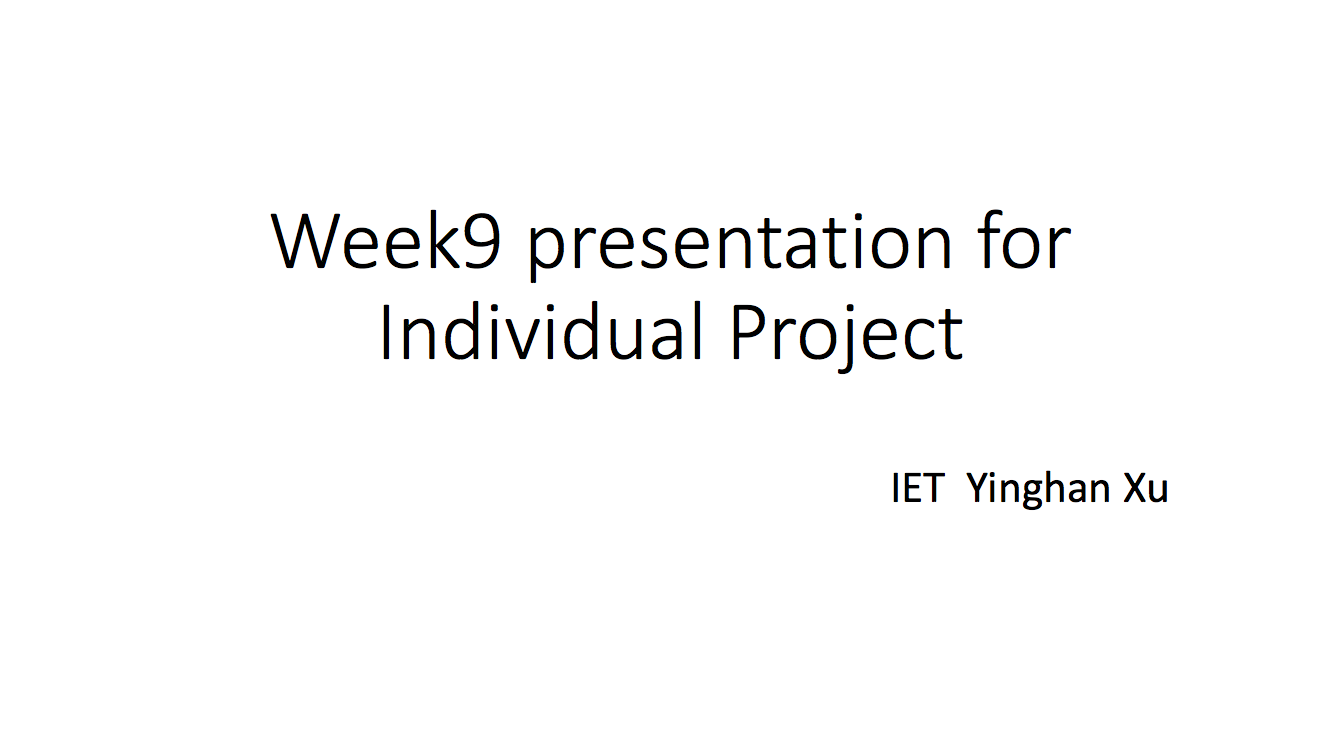 Week9 presentation for
Individual Project
IET  Yinghan Xu